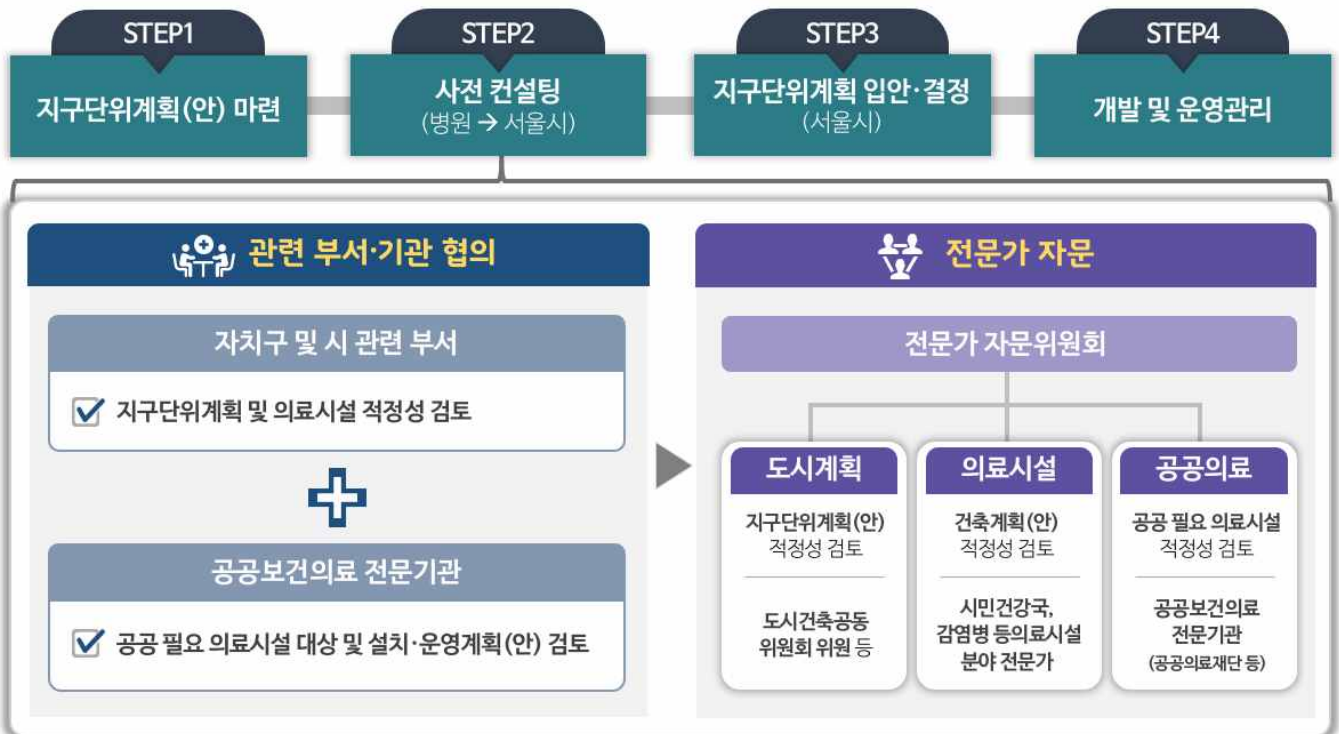 STEP1
지구단위계획(안) 마련
STEP2
사전 컨설팅
(병원 → 서울시)
STEP3
지구단위계획 입안·결정
(서울시)
STEP4
개발 및 운영관리
관련 부서·기관 협의
자치구 및 시 관련 부서
지구단위계획 및 의료시설 적정성 검토
공공보건의료 전문기관
공공 필요 의료시설 대상 및 설치·운영계획(안) 검토
전문가 자문
전문가 자문위원회
도시계획
지구단위계획(안)
적정성 검토
도시건축공동
위원회 위원 등
의료시설
건축계획(안)
적정성 검토
시민건강국,
감염병 등의료시설
분야 전문가
공공의료
공공 필요 의료시설
적정성 검토
공공보건의료
전문기관
(공공의료재단 등)